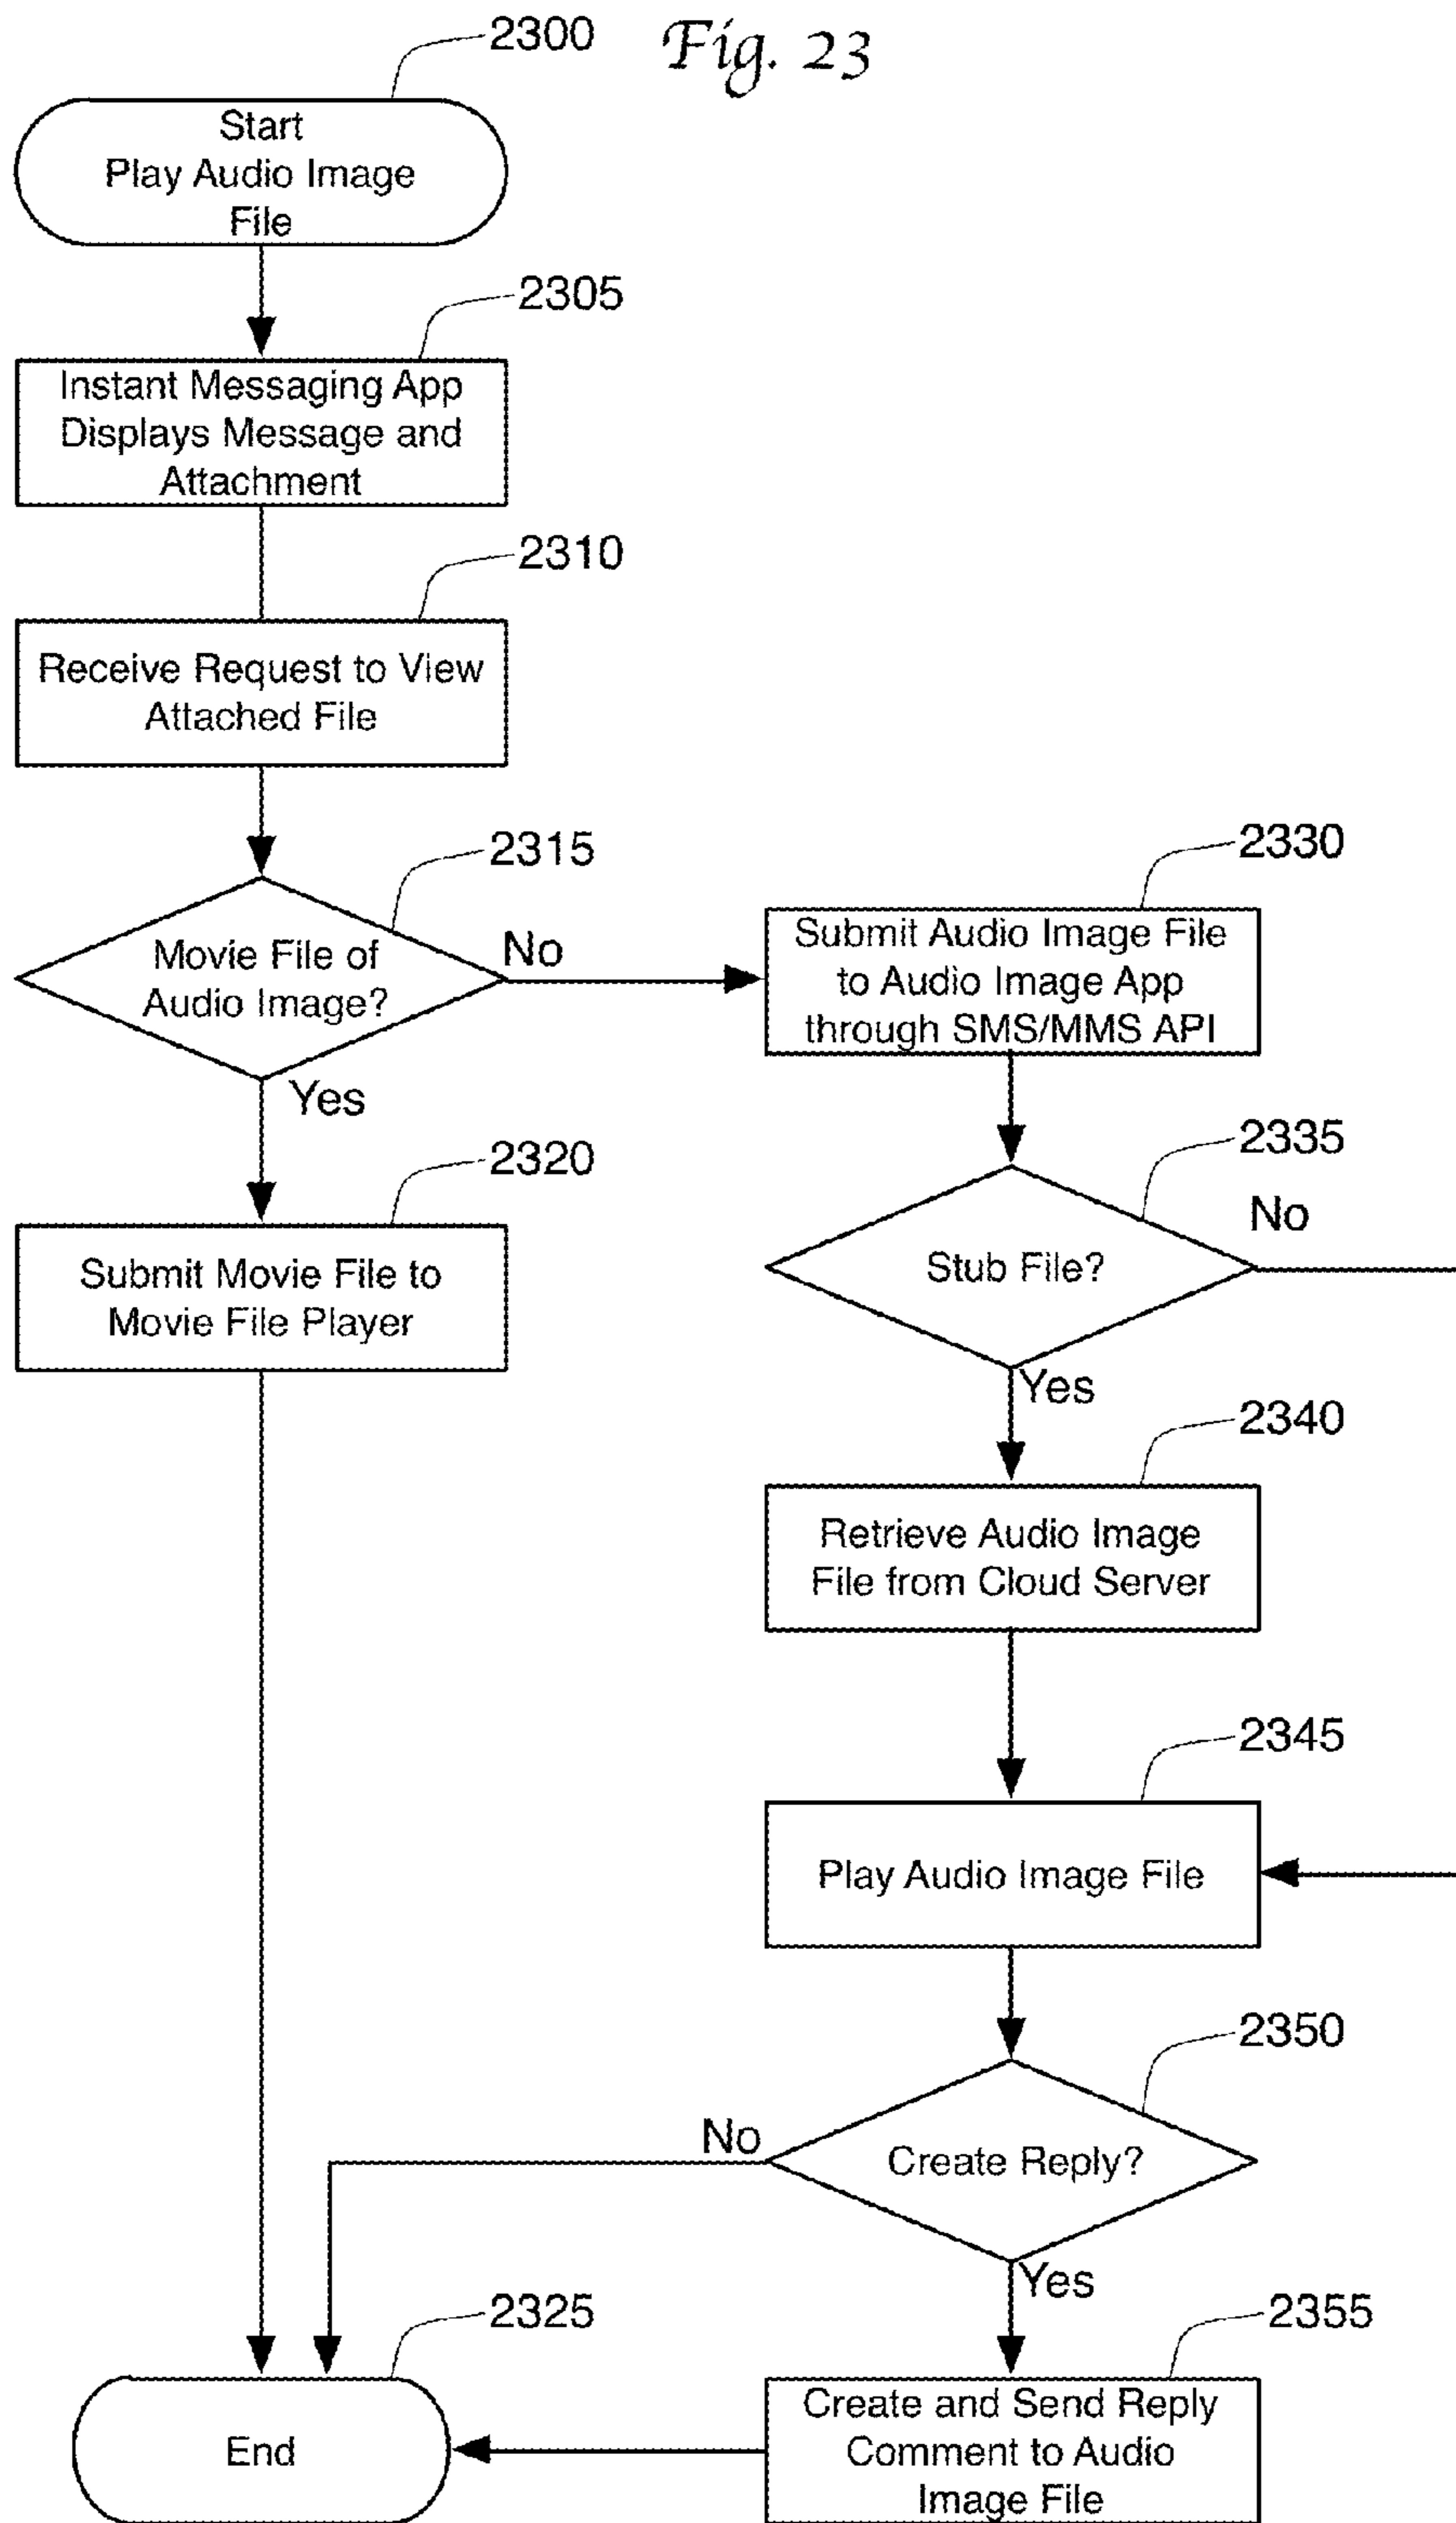 2300
Fig. 23
Start
Play Audio Image
File
2305
Instant Messaging App
Displays Message and
Attachment
2310
Receive Request to View
Attached File
2315
Movie File of
Audio Image?
No
Yes
2320
Submit Movie File to
Movie File Player
2330
Submit Audio Image File
to Audio Image App
through SMS/MMS API
2335
Stub File?
No
Yes
2340
Retrieve Audio Image
File from Cloud Server
2345
Play Audio Image File
2350
Create Reply?
No
Yes
2355
Create and Send Reply
Comment to Audio
Image File
2325
End